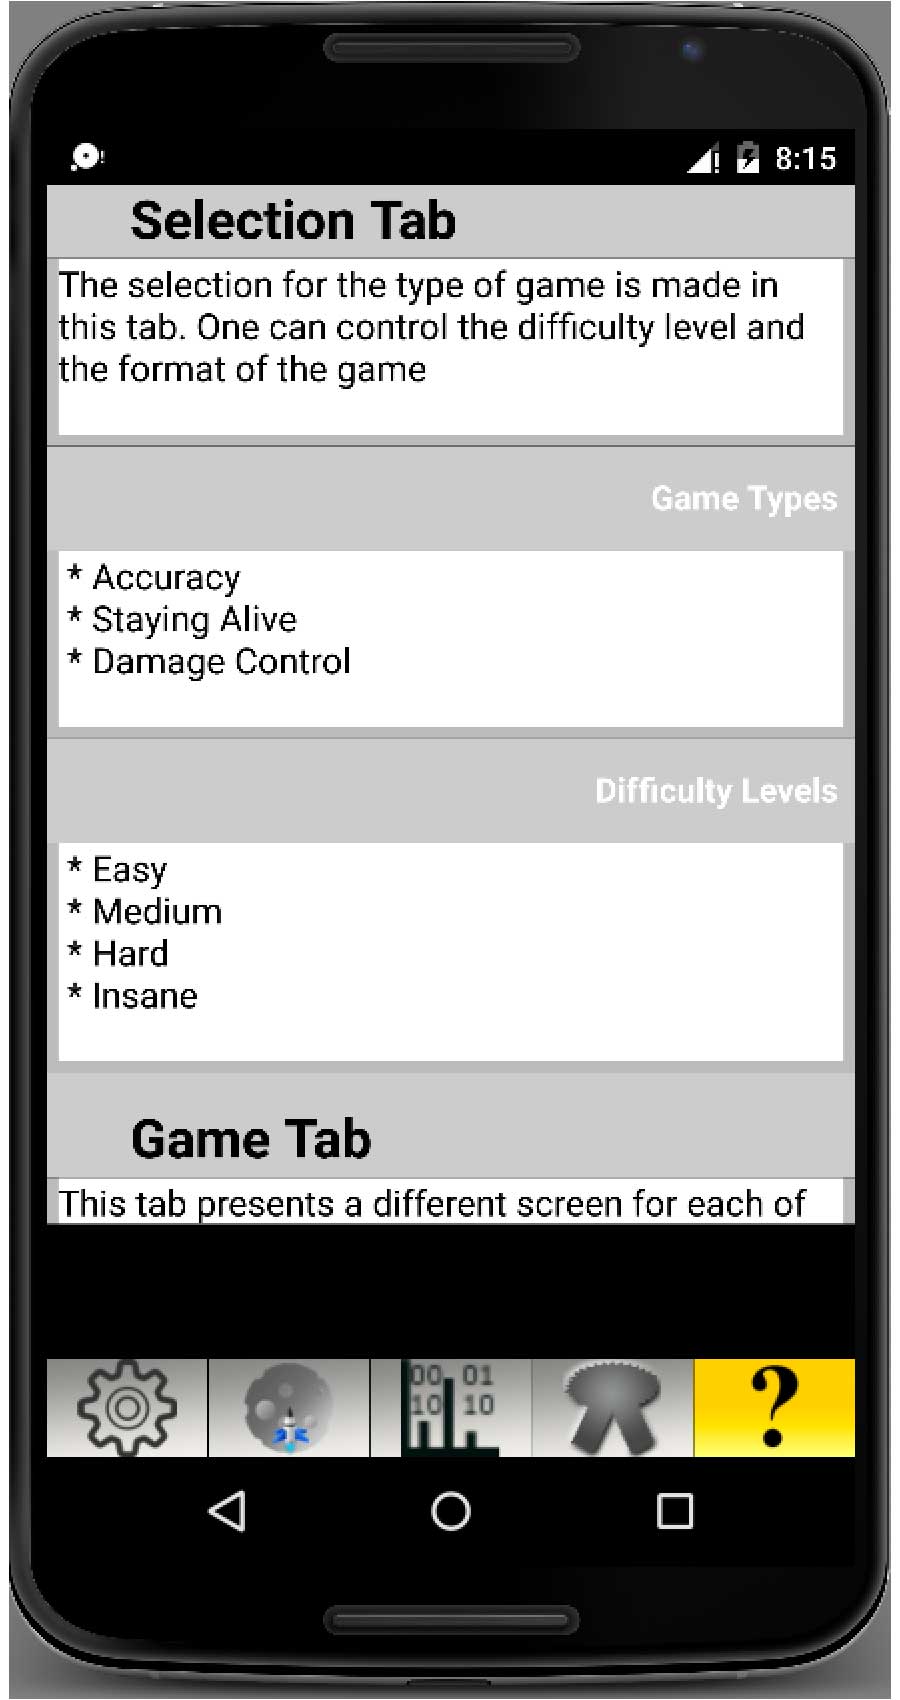 8:15
Selection Tab
The selection for the type of game is made in
this tab. One can control the difficulty level and
the format of the game
Game Types
* Accuracy
* Staying Alive
* Damage Control
Difficulty Levels
* Easy
* Medium
* Hard
* Insane
Game Tab
This tab presents a different screen for each of
00 01
10 10
?